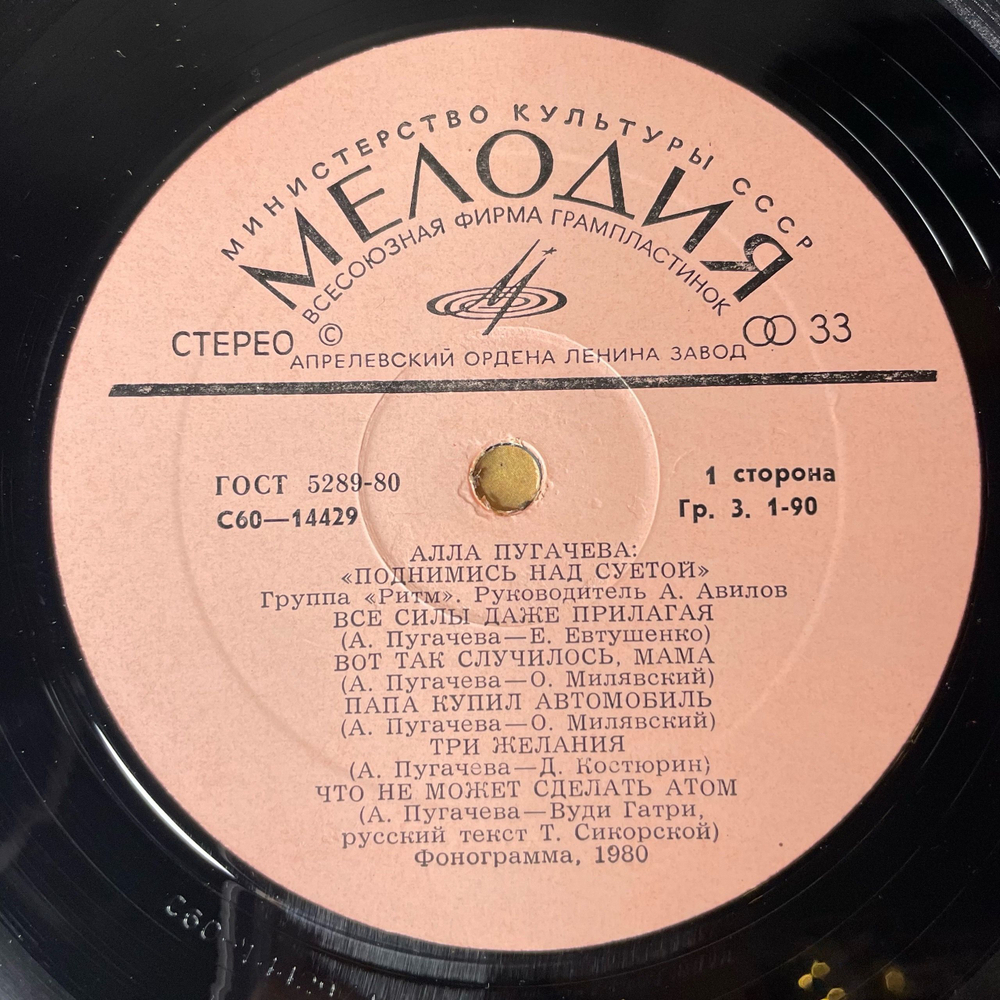 МИНИСТЕРСТВО КУЛЬТУРЫ СССР
МЕЛОДИЯ
ВСЕСОЮЗНАЯ ФИРМА ГРАМПЛАСТИНОК
СТЕРЕО ©
33
АПРЕЛЕВСКИЙ ОРДЕНА ЛЕНИНА ЗАВОД
ГОСТ 5289-80
1 сторона
С60—14429
Гр. 3. 1-90
АЛЛА ПУГАЧЕВА:
«ПОДНИМИСЬ НАД СУЕТОЙ»
Группа «Ритм». Руководитель А. Авилов
ВСЕ СИЛЫ ДАЖЕ ПРИЛАГАЯ
(А. Пугачева—Е. Евтушенко)
ВОТ ТАК СЛУЧИЛОСЬ, МАМА
(А. Пугачева—О. Милявский)
ПАПА КУПИЛ АВТОМОБИЛЬ
(А. Пугачева—О. Милявский)
ТРИ ЖЕЛАНИЯ
(А. Пугачева—Д. Костюрин)
ЧТО НЕ МОЖЕТ СДЕЛАТЬ АТОМ
(А. Пугачева—Вуди Гатри,
русский текст Т. Сикорской)
Фонограмма, 1980